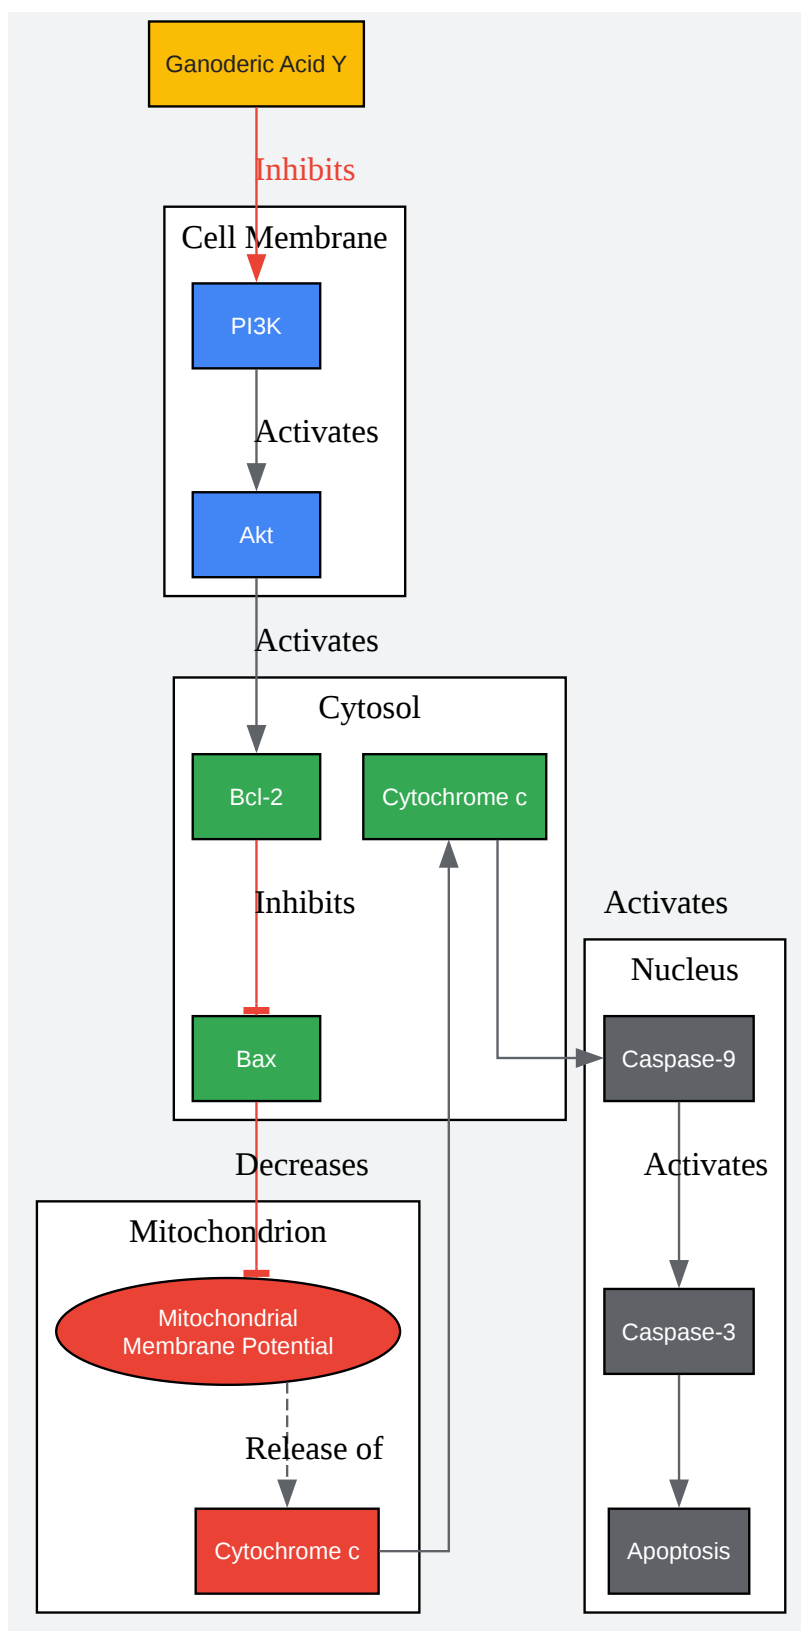 Ganoderic Acid Y
Inhibits
Cell Membrane
PI3K
Activates
Akt
Activates
Cytosol
Bcl-2
Cytochrome c
Inhibits
Activates
Nucleus
Bax
Caspase-9
Decreases
Activates
Mitochondrion
Mitochondrial
Membrane Potential
Caspase-3
Release of
Cytochrome c
Apoptosis